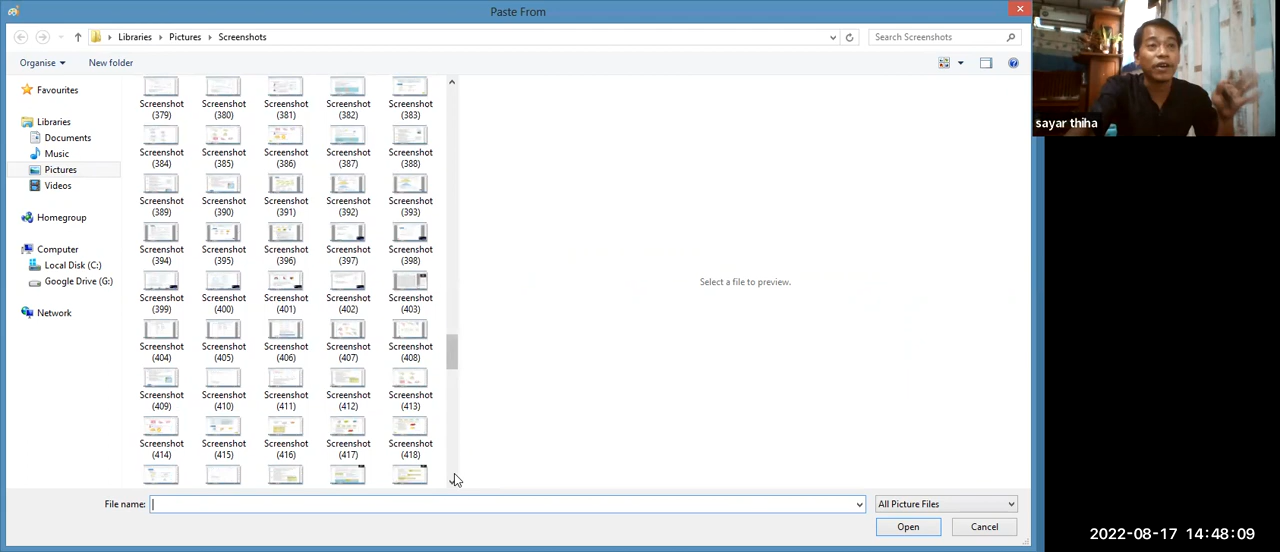 Paste From
Libraries Pictures Screenshots
Search Screenshots
Organise
New folder
Favourites
Libraries
Documents
Music
Pictures
Videos
Homegroup
Computer
Local Disk (C:)
Google Drive (G:)
Network
Screenshot (379) Screenshot (380) Screenshot (381) Screenshot (382) Screenshot (383)
Screenshot (384) Screenshot (385) Screenshot (386) Screenshot (387) Screenshot (388)
Screenshot (389) Screenshot (390) Screenshot (391) Screenshot (392) Screenshot (393)
Screenshot (394) Screenshot (395) Screenshot (396) Screenshot (397) Screenshot (398)
Screenshot (399) Screenshot (400) Screenshot (401) Screenshot (402) Screenshot (403)
Screenshot (404) Screenshot (405) Screenshot (406) Screenshot (407) Screenshot (408)
Screenshot (409) Screenshot (410) Screenshot (411) Screenshot (412) Screenshot (413)
Screenshot (414) Screenshot (415) Screenshot (416) Screenshot (417) Screenshot (418)
Select a file to preview.
File name:
All Picture Files
Open
Cancel
sayar thiha
2022-08-17 14:48:09